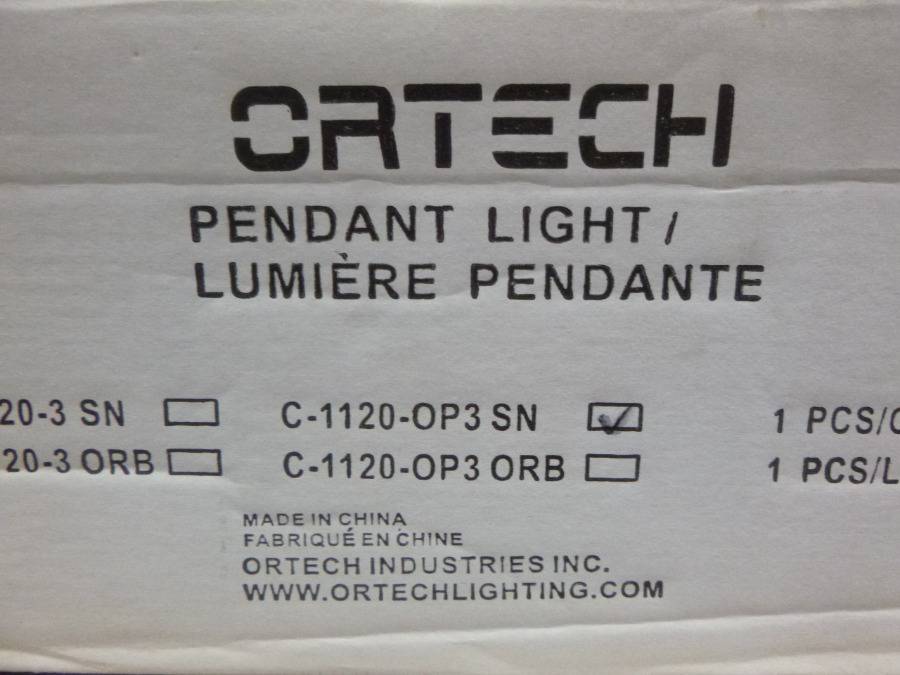 ORTECH
PENDANT LIGHT /
LUMIÈRE PENDANTE
20-3 SN C-1120-OP3 SN 1 PCS/
20-3 ORB C-1120-OP3 ORB 1 PCS/L
MADE IN CHINA
FABRIQUÉ EN CHINE
ORTECH INDUSTRIES INC.
WWW.ORTECHLIGHTING.COM